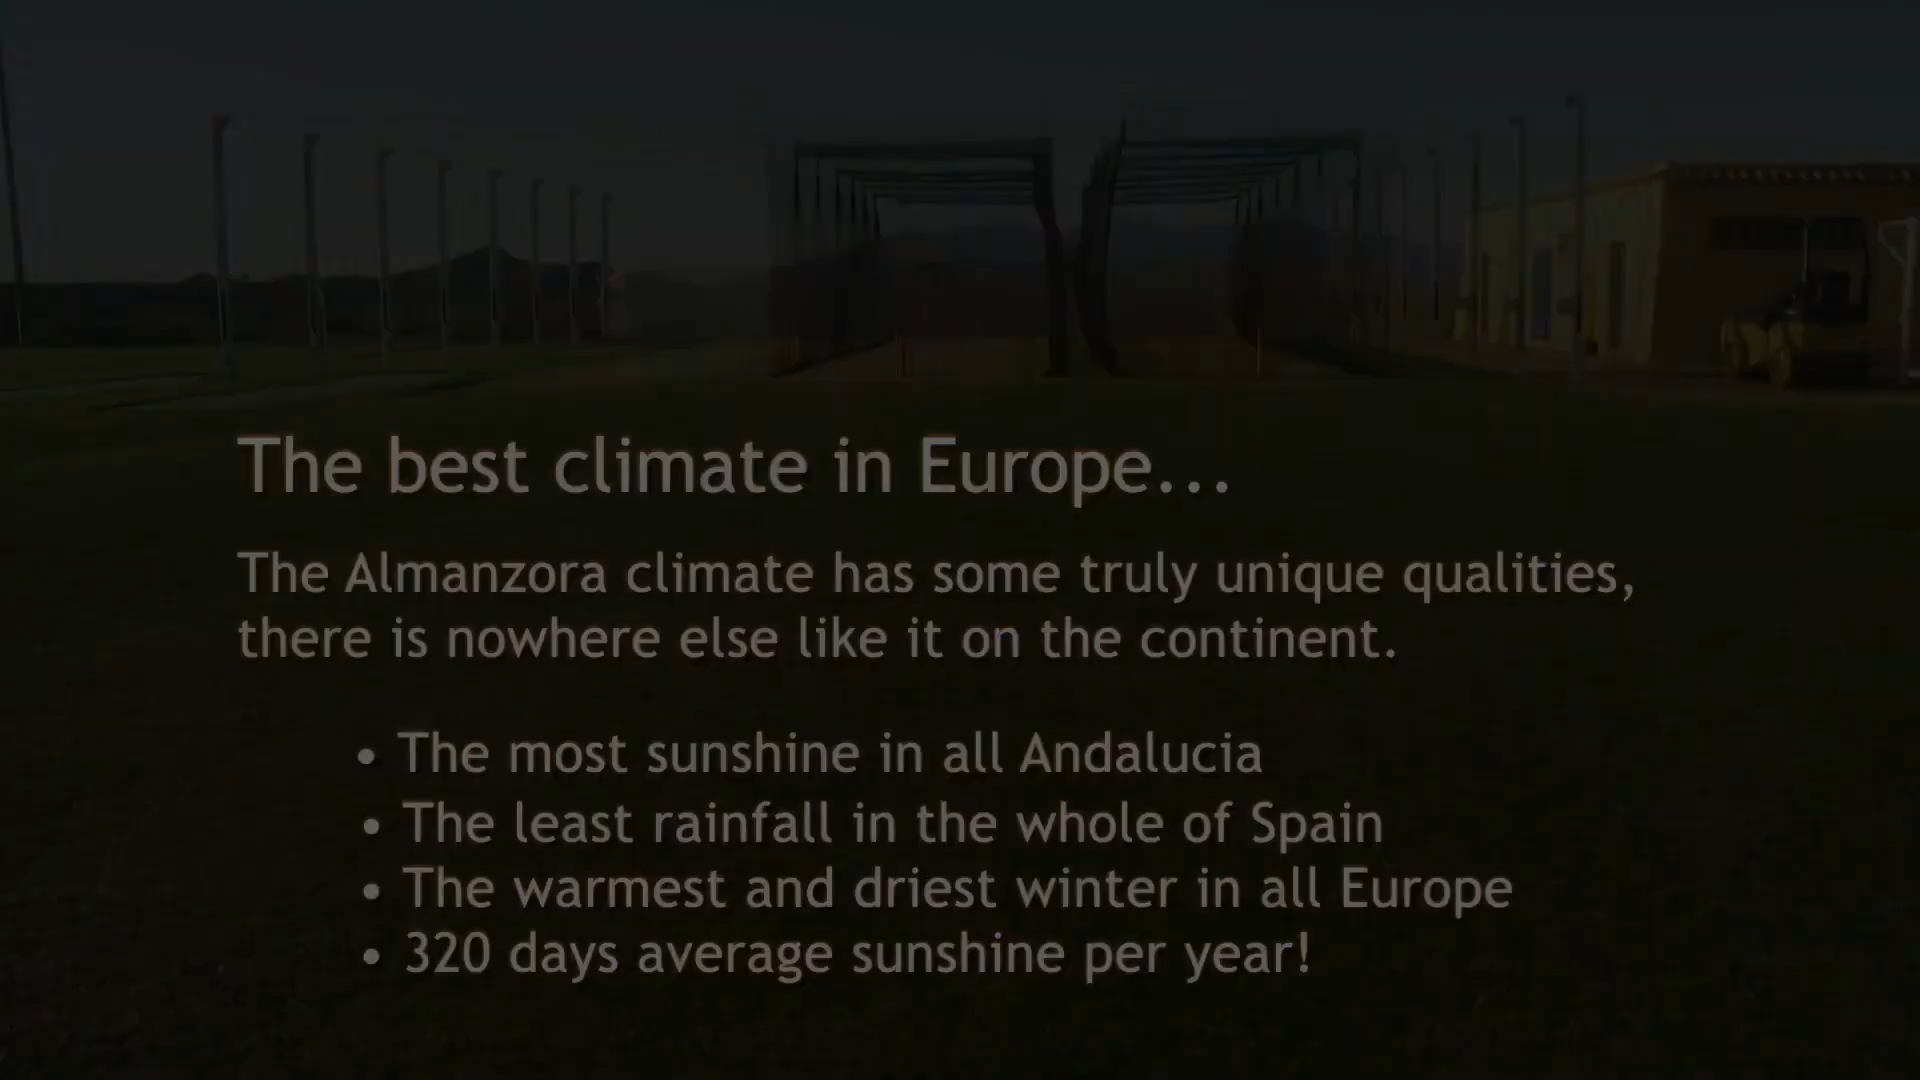 The best climate in Europe...
The Almanzora climate has some truly unique qualities,
there is nowhere else like it on the continent.
• The most sunshine in all Andalucia
• The least rainfall in the whole of Spain
• The warmest and driest winter in all Europe
• 320 days average sunshine per year!